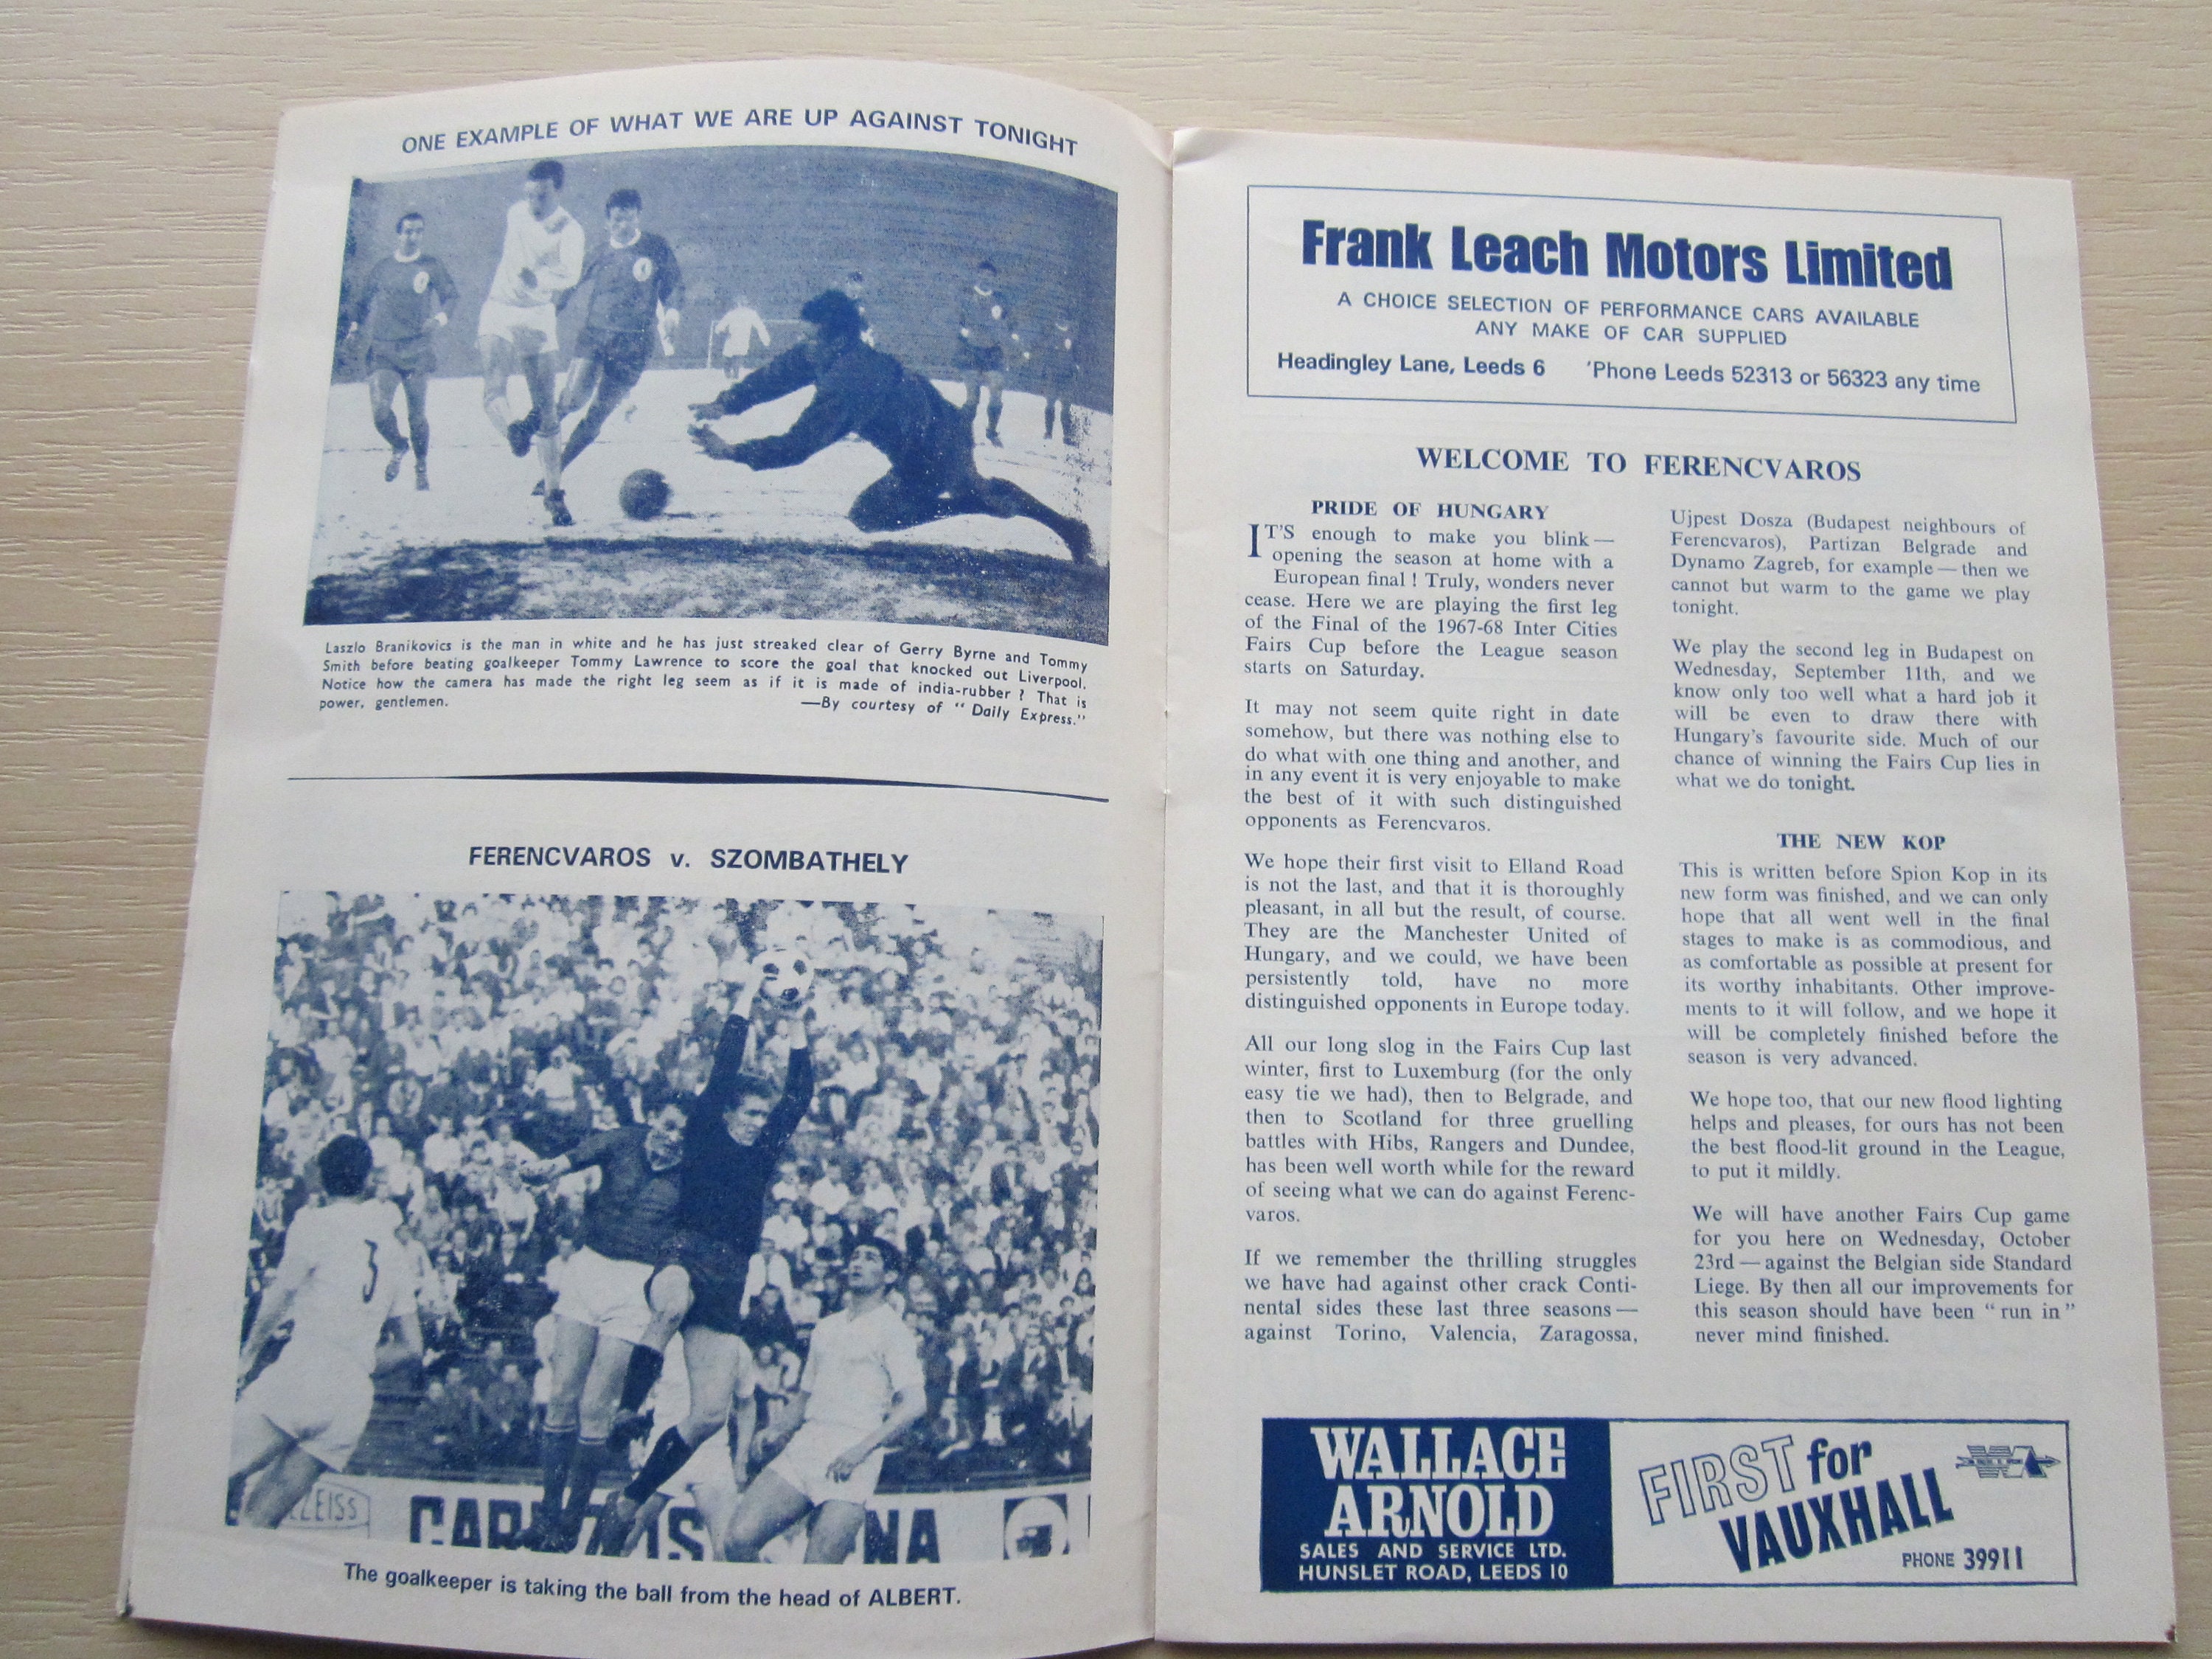 ONE EXAMPLE OF WHAT WE ARE UP AGAINST TONIGHT
Laszlo Branikovics is the man in white and he has just streaked clear of Gerry Byrne and Tommy
Smith before beating goalkeeper Tommy Lawrence to score the goal that knocked out Liverpool.
Notice how the camera has made the right leg seem as if it is made of india-rubber ? That is
power, gentlemen.
—By courtesy of “ Daily Express.”
FERENCVAROS v. SZOMBATHELY
3
ZEISS
NA
The goalkeeper is taking the ball from the head of ALBERT.
Frank Leach Motors Limited
A CHOICE SELECTION OF PERFORMANCE CARS AVAILABLE
ANY MAKE OF CAR SUPPLIED
Headingley Lane, Leeds 6 'Phone Leeds 52313 or 56323 any time
WELCOME TO FERENCVAROS
PRIDE OF HUNGARY
IT'S enough to make you blink —
opening the season at home with a
European final ! Truly, wonders never
cease. Here we are playing the first leg
of the Final of the 1967-68 Inter Cities
Fairs Cup before the League season
starts on Saturday.
It may not seem quite right in date
somehow, but there was nothing else to
do what with one thing and another, and
in any event it is very enjoyable to make
the best of it with such distinguished
opponents as Ferencvaros.
We hope their first visit to Elland Road
is not the last, and that it is thoroughly
pleasant, in all but the result, of course.
They are the Manchester United of
Hungary, and we could, we have been
persistently told, have no more
distinguished opponents in Europe today.
All our long slog in the Fairs Cup last
winter, first to Luxemburg (for the only
easy tie we had), then to Belgrade, and
then to Scotland for three gruelling
battles with Hibs, Rangers and Dundee,
has been well worth while for the reward
of seeing what we can do against Ferenc-
varos.
If we remember the thrilling struggles
we have had against other crack Conti-
nental sides these last three seasons —
against Torino, Valencia, Zaragossa,
Ujpest Dosza (Budapest neighbours of
Ferencvaros), Partizan Belgrade and
Dynamo Zagreb, for example — then we
cannot but warm to the game we play
tonight.
We play the second leg in Budapest on
Wednesday, September 11th, and we
know only too well what a hard job it
will be even to draw there with
Hungary's favourite side. Much of our
chance of winning the Fairs Cup lies in
what we do tonight.
THE NEW KOP
This is written before Spion Kop in its
new form was finished, and we can only
hope that all went well in the final
stages to make is as commodious, and
as comfortable as possible at present for
its worthy inhabitants. Other improve-
ments to it will follow, and we hope it
will be completely finished before the
season is very advanced.
We hope too, that our new flood lighting
helps and pleases, for ours has not been
the best flood-lit ground in the League,
to put it mildly.
We will have another Fairs Cup game
for you here on Wednesday, October
23rd — against the Belgian side Standard
Liege. By then all our improvements for
this season should have been “ run in ”
never mind finished.
WALLACE
ARNOLD
SALES AND SERVICE LTD.
HUNSLET ROAD, LEEDS 10
FIRST for
VAUXHALL
WA
PHONE 39911